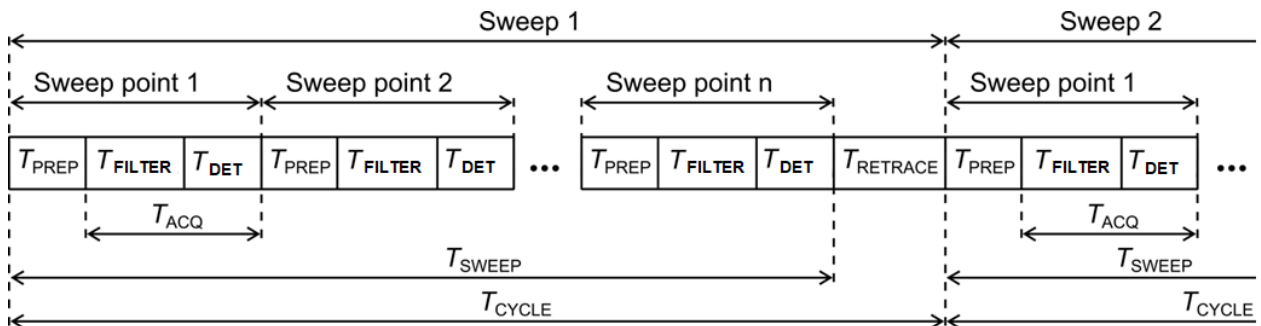 Sweep 1 Sweep 2
Sweep point 1 Sweep point 2 Sweep point n Sweep point 1
TPREP TFILTER TDET TPREP TFILTER TDET ••• TPREP TFILTER TDET TRETRACE TPREP TFILTER TDET •••
TACQ TACQ
TSWEEP TSWEEP
TCYCLE TCYCLE